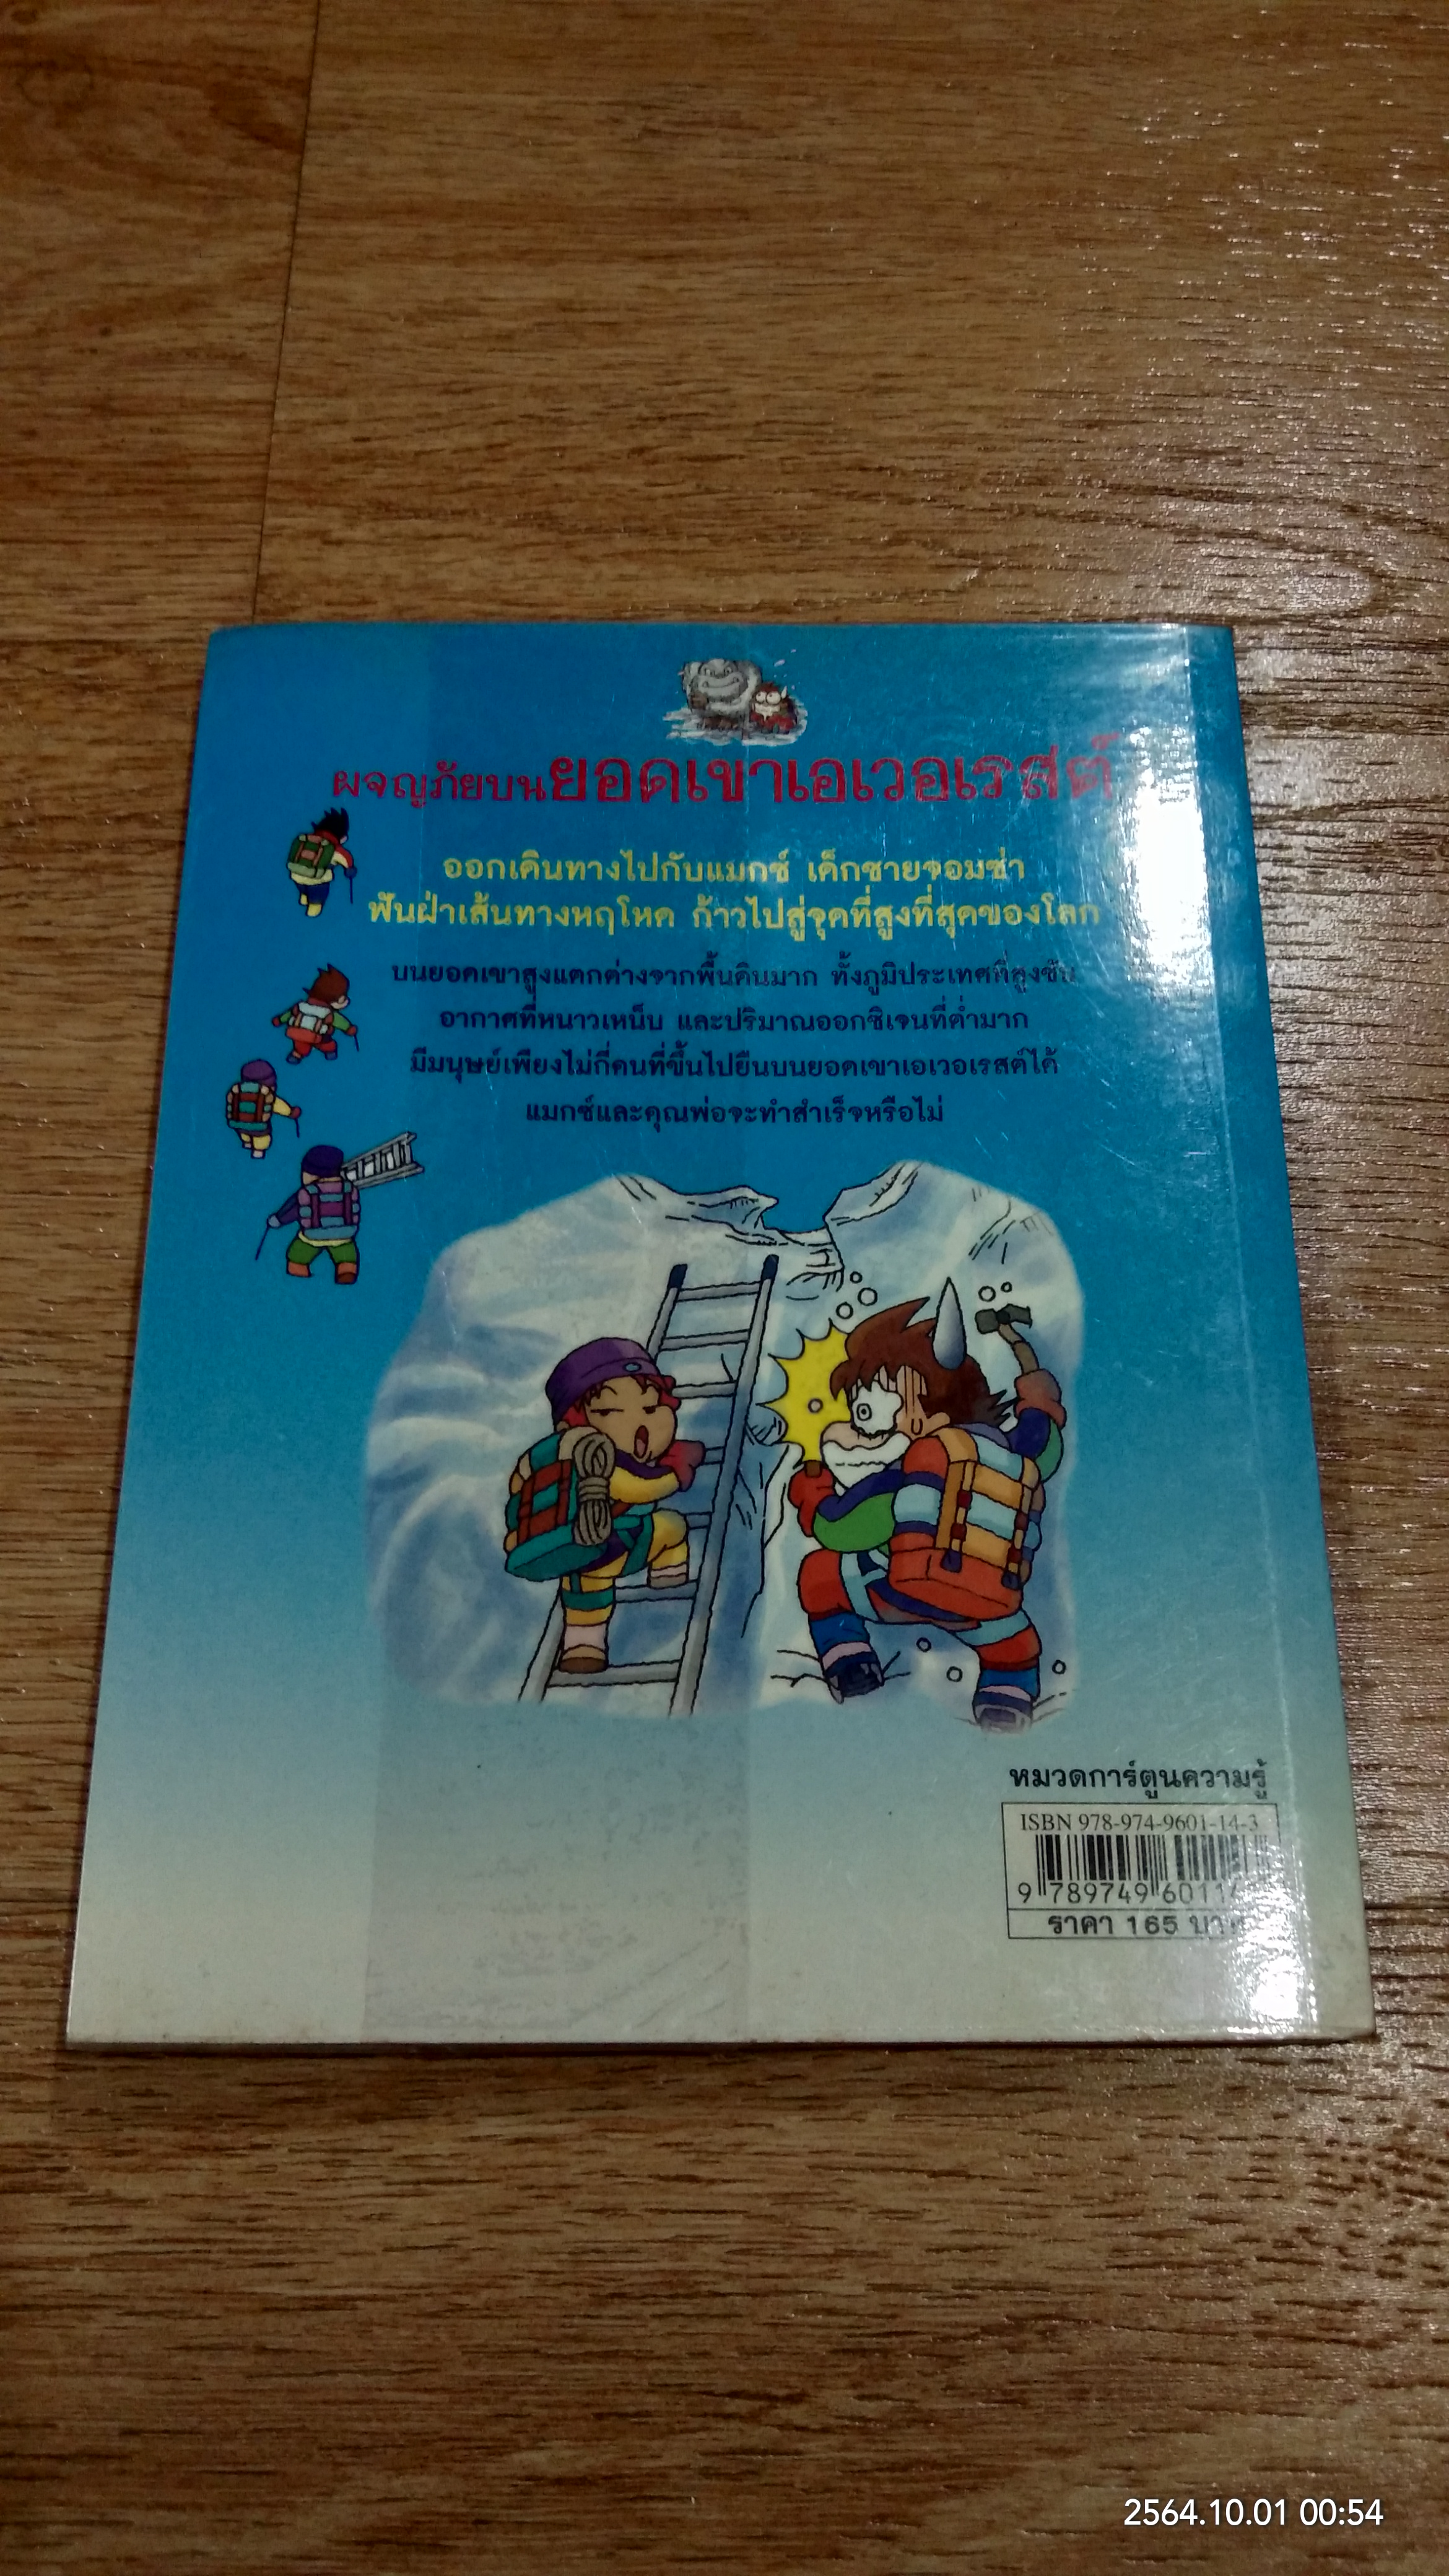 ผจญภัยบนยอดเขาเอเวอเรสต์
ออกเดินทางไปกับแมกซ์ เด็กชายจอมซ่า
ฟันฝ่าเส้นทางหฤโหด ก้าวไปสู่จุดที่สูงที่สุดของโลก
บนยอดเขาสูงแตกต่างจากพื้นดินมาก ทั้งภูมิประเทศที่สูงชัน
อากาศที่หนาวเหน็บ และปริมาณออกซิเจนที่ต่ำมาก
มีมนุษย์เพียงไม่กี่คนที่ขึ้นไปยืนบนยอดเขาเอเวอเรสต์ได้
แมกซ์และคุณพ่อจะทำสำเร็จหรือไม่
หมวดการ์ตูนความรู้
ISBN 978-974-9601-14-3
9 789749 60114
ราคา 165 บาท
2564.10.01 00:54